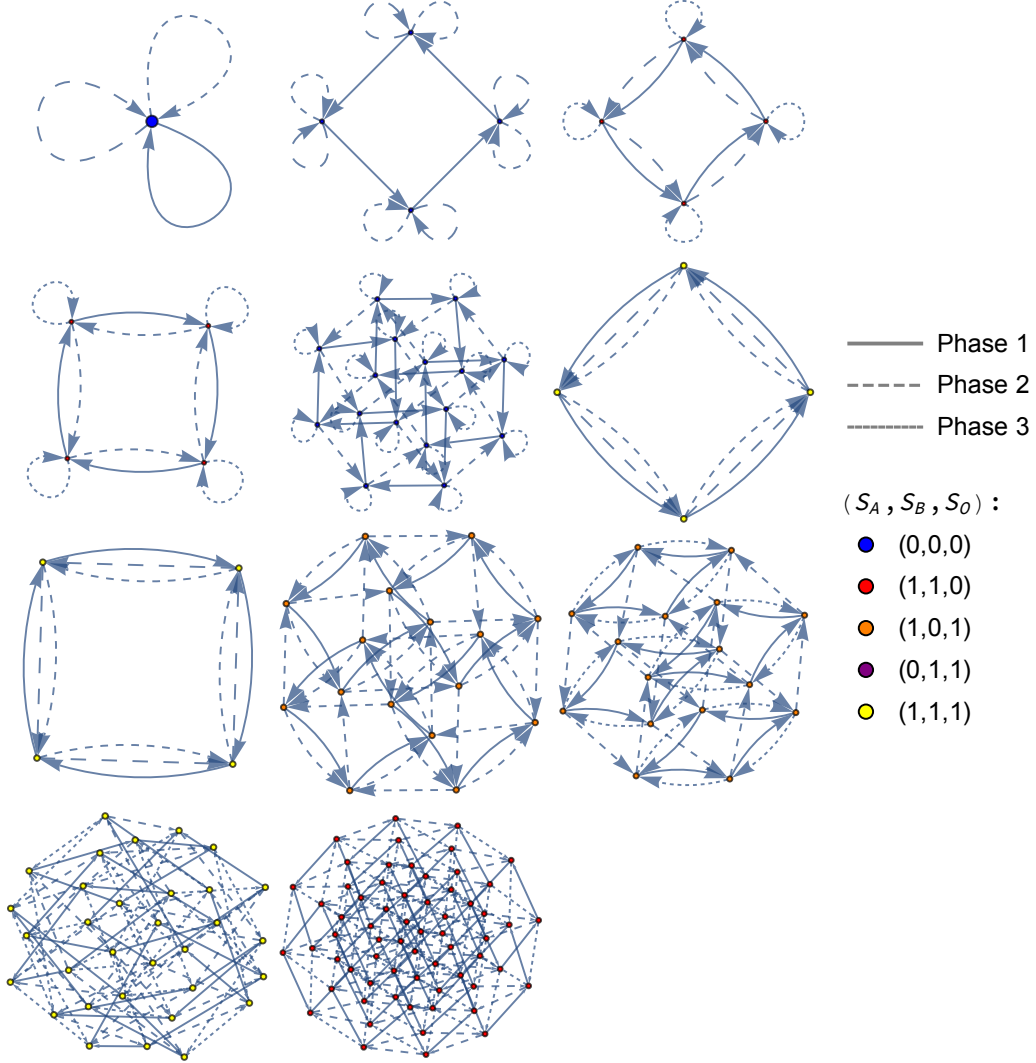 Phase 1
Phase 2
Phase 3
(S_A, S_B, S_O) :
(0,0,0)
(1,1,0)
(1,0,1)
(0,1,1)
(1,1,1)